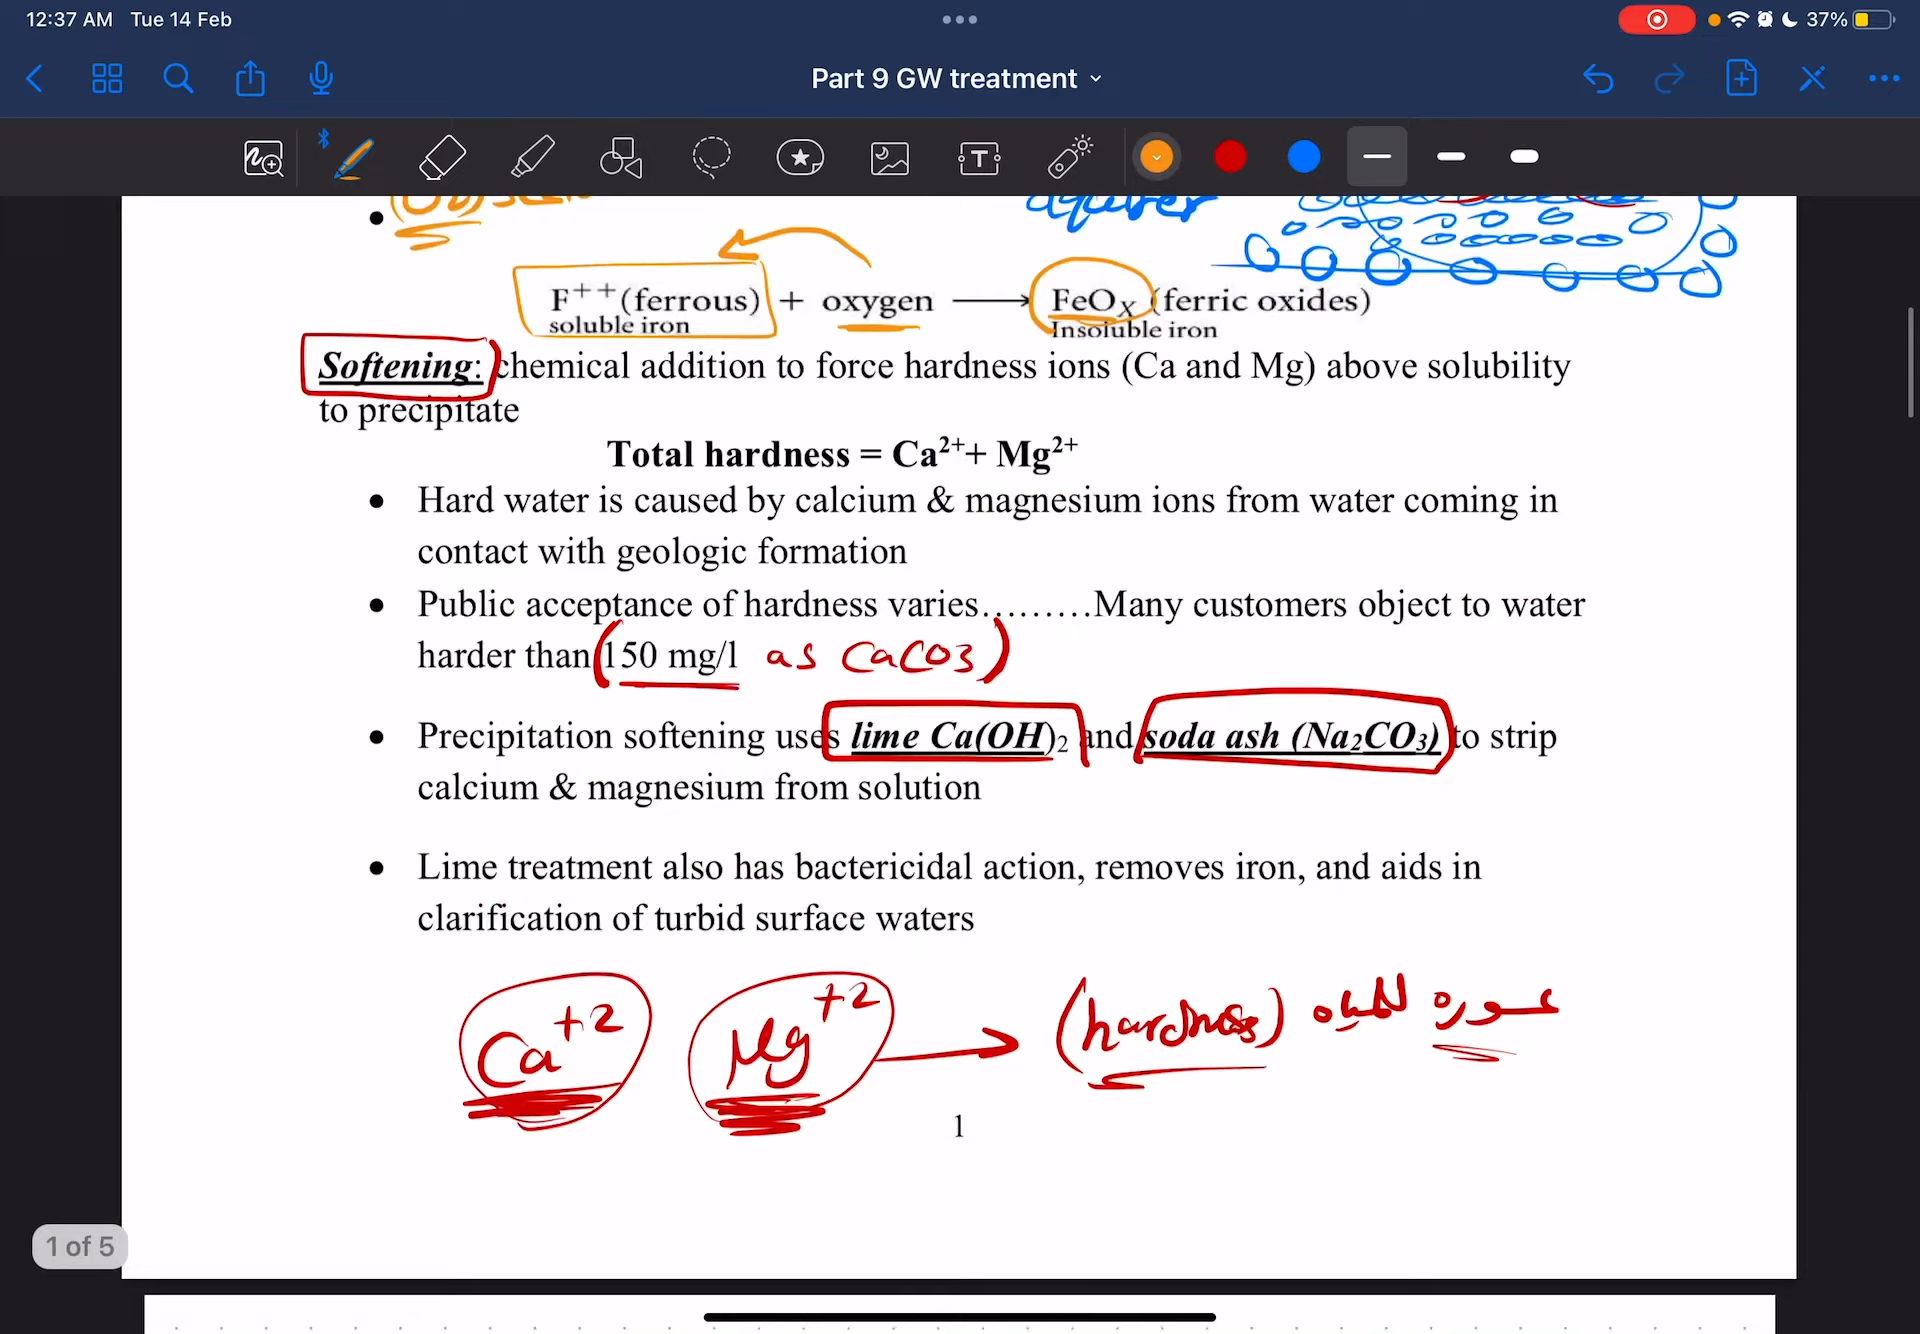 12:37 AM Tue 14 Feb
37%
Part 9 GW treatment
aquifer
F++(ferrous) + oxygen → FeOX (ferric oxides)
soluble iron Insoluble iron
Softening: chemical addition to force hardness ions (Ca and Mg) above solubility
to precipitate
Total hardness = Ca2++ Mg2+
• Hard water is caused by calcium & magnesium ions from water coming in
contact with geologic formation
• Public acceptance of hardness varies.........Many customers object to water
harder than (150 mg/l as CaCO3)
• Precipitation softening uses lime Ca(OH)2 and soda ash (Na2CO3) to strip
calcium & magnesium from solution
• Lime treatment also has bactericidal action, removes iron, and aids in
clarification of turbid surface waters
Ca+2 Mg+2 → (hardness)
1
1 of 5